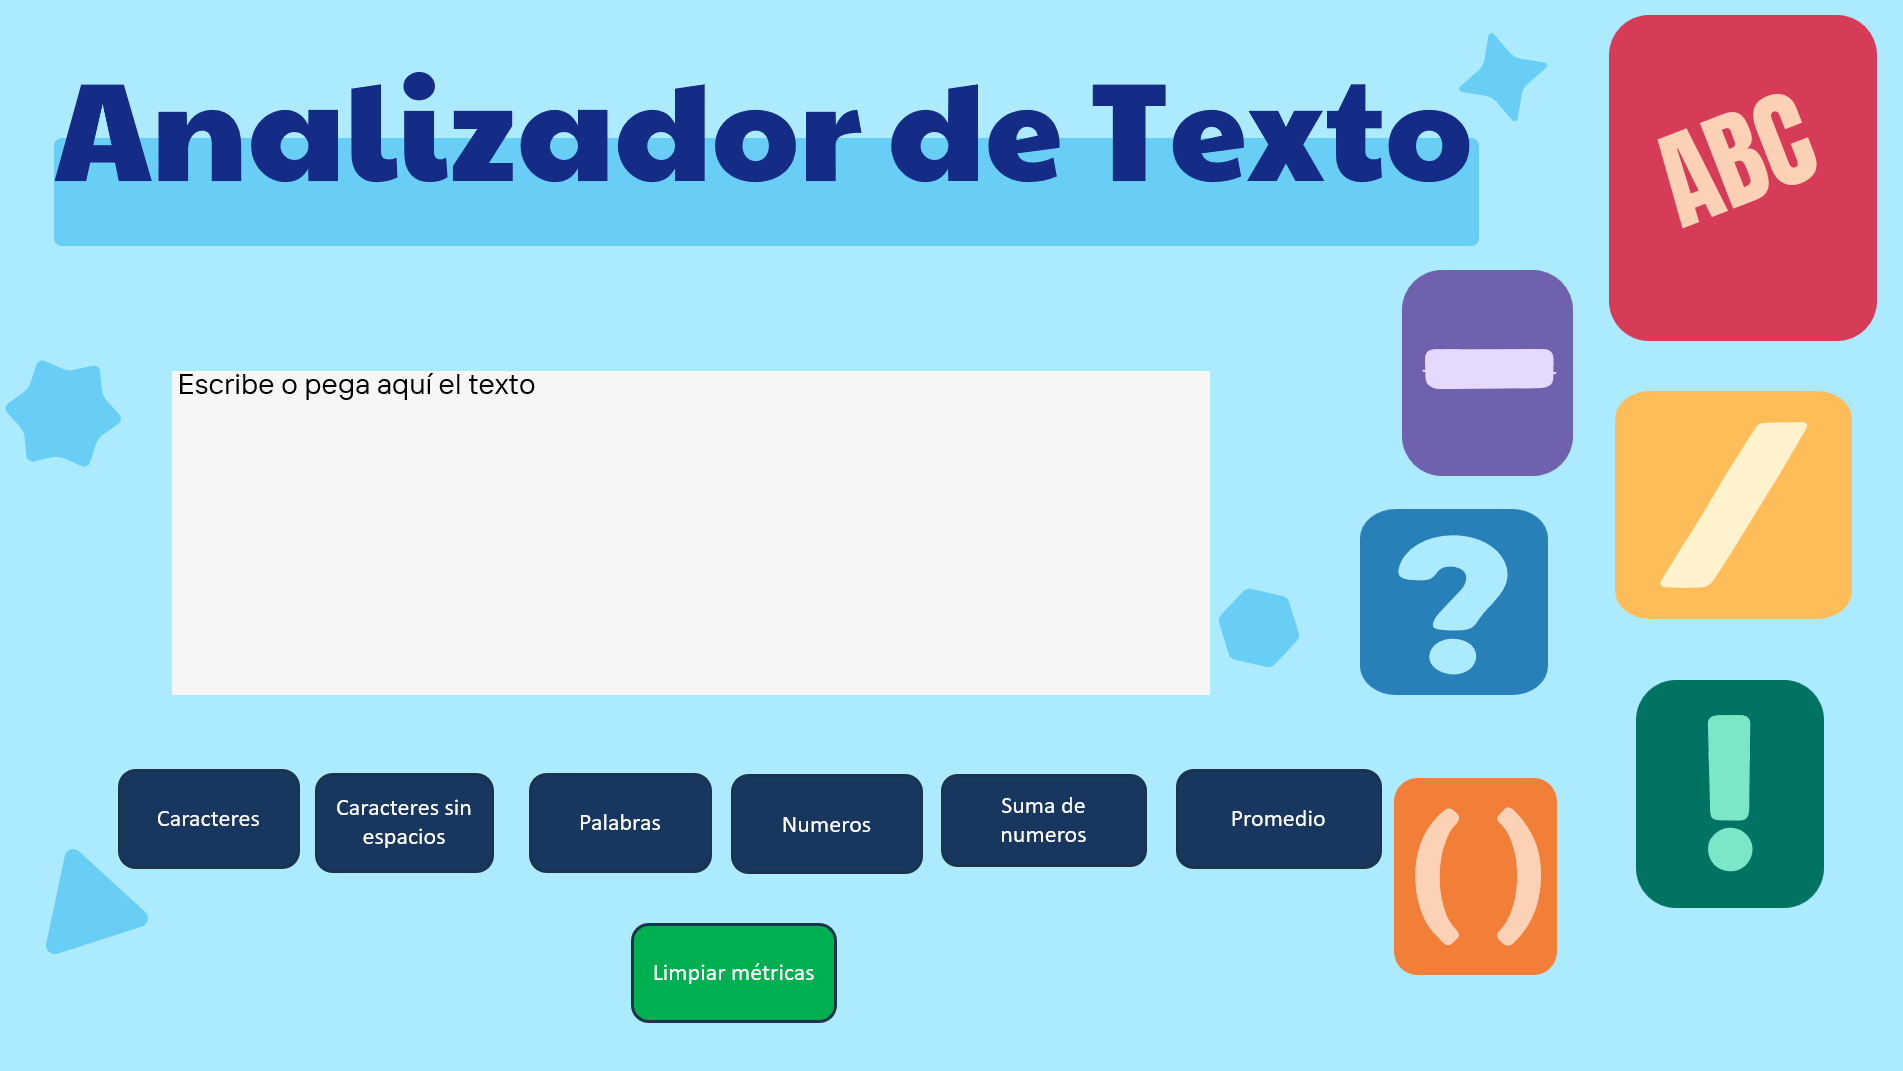 Analizador de Texto
ABC
Escribe o pega aquí el texto
—
/
?
!
Caracteres
Caracteres sin
espacios
Palabras
Numeros
Suma de
numeros
Promedio
( )
Limpiar métricas